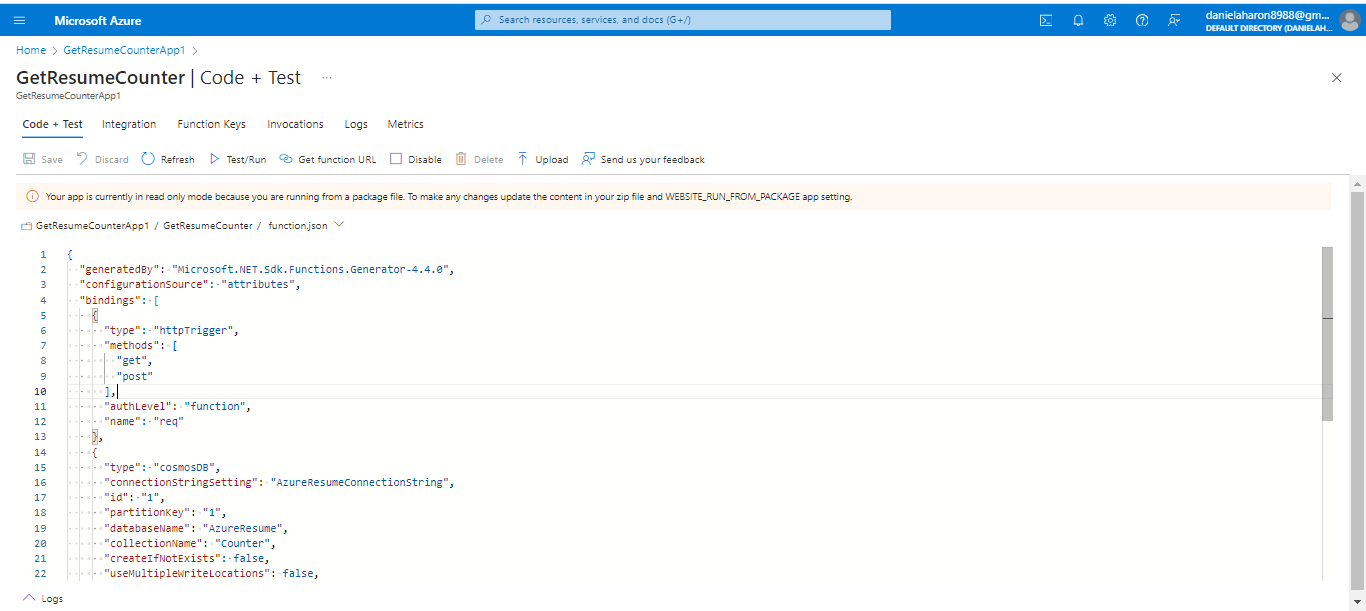 Microsoft Azure
Search resources, services, and docs (G+/)
danielaharon8988@gm...
DEFAULT DIRECTORY (DANIELAH...
Home > GetResumeCounterApp1 >
GetResumeCounter | Code + Test ...
GetResumeCounterApp1
Code + Test Integration Function Keys Invocations Logs Metrics
Save Discard Refresh Test/Run Get function URL Disable Delete Upload Send us your feedback
Your app is currently in read only mode because you are running from a package file. To make any changes update the content in your zip file and WEBSITE_RUN_FROM_PACKAGE app setting.
GetResumeCounterApp1 / GetResumeCounter / function.json
1 {
2 "generatedBy": "Microsoft.NET.Sdk.Functions.Generator-4.4.0",
3 "configurationSource": "attributes",
4 "bindings": [
5 {
6 "type": "httpTrigger",
7 "methods": [
8 "get",
9 "post"
10 ],
11 "authLevel": "function",
12 "name": "req"
13 },
14 {
15 "type": "cosmosDB",
16 "connectionStringSetting": "AzureResumeConnectionString",
17 "id": "1",
18 "partitionKey": "1",
19 "databaseName": "AzureResume",
20 "collectionName": "Counter",
21 "createIfNotExists": false,
22 "useMultipleWriteLocations": false,
Logs